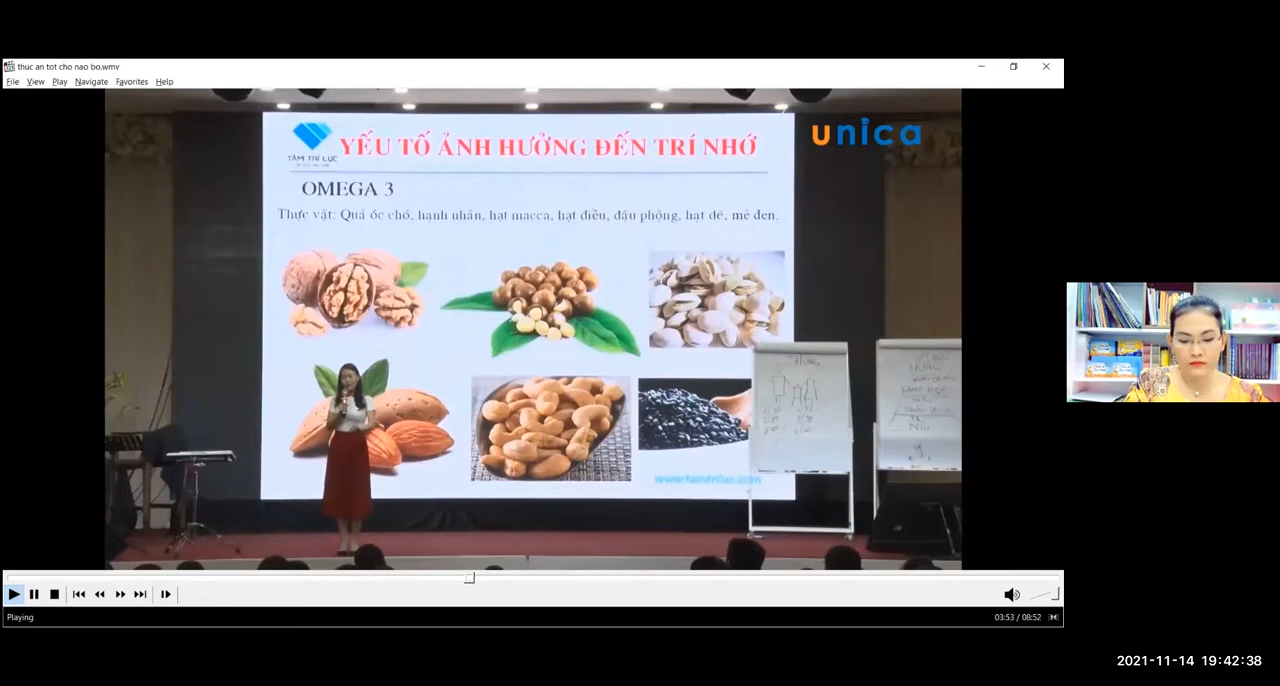 thuc an tot cho nao bo.wmv
File View Play Navigate Favorites Help
TÂM TRÍ LỰC
YẾU TỐ ẢNH HƯỞNG ĐẾN TRÍ NHỚ
unica
OMEGA 3
Thực vật: Quả óc chó, hạnh nhân, hạt macca, hạt điều, đầu phộng, hạt dẻ, mè đen,..
www.tamtriluc.com
Playing
03:53 / 08:52
2021-11-14 19:42:38